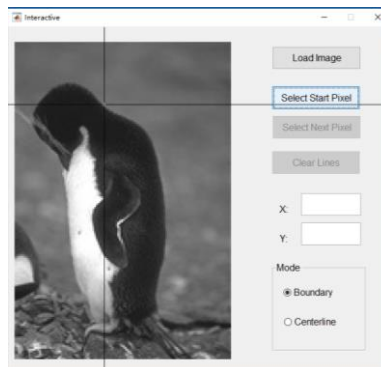 Interactive
Load Image
Select Start Pixel
Select Next Pixel
Clear Lines
X:
Y:
Mode
Boundary
Centerline